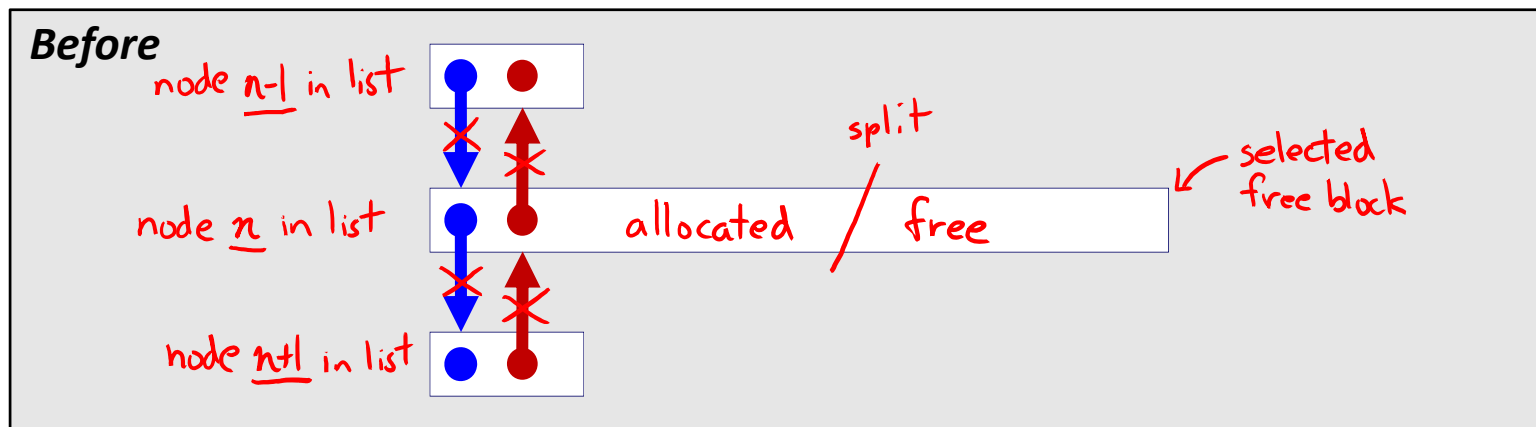 Before
node n-1 in list
split
selected
free block
node n in list
allocated / free
node n+1 in list